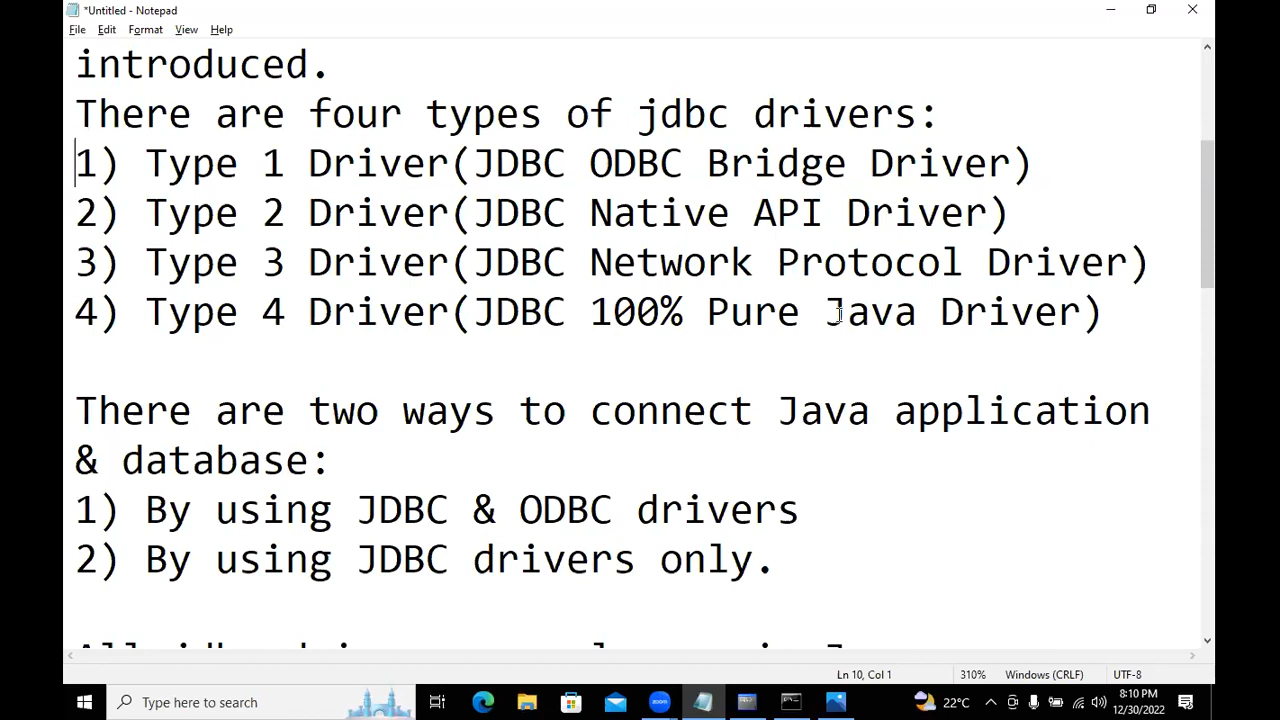 *Untitled - Notepad
File Edit Format View Help
introduced.
There are four types of jdbc drivers:
1) Type 1 Driver(JDBC ODBC Bridge Driver)
2) Type 2 Driver(JDBC Native API Driver)
3) Type 3 Driver(JDBC Network Protocol Driver)
4) Type 4 Driver(JDBC 100% Pure Java Driver)
There are two ways to connect Java application
& database:
1) By using JDBC & ODBC drivers
2) By using JDBC drivers only.
Ln 10, Col 1 310% Windows (CRLF) UTF-8
Type here to search
zoom
22°C
8:10 PM
12/30/2022